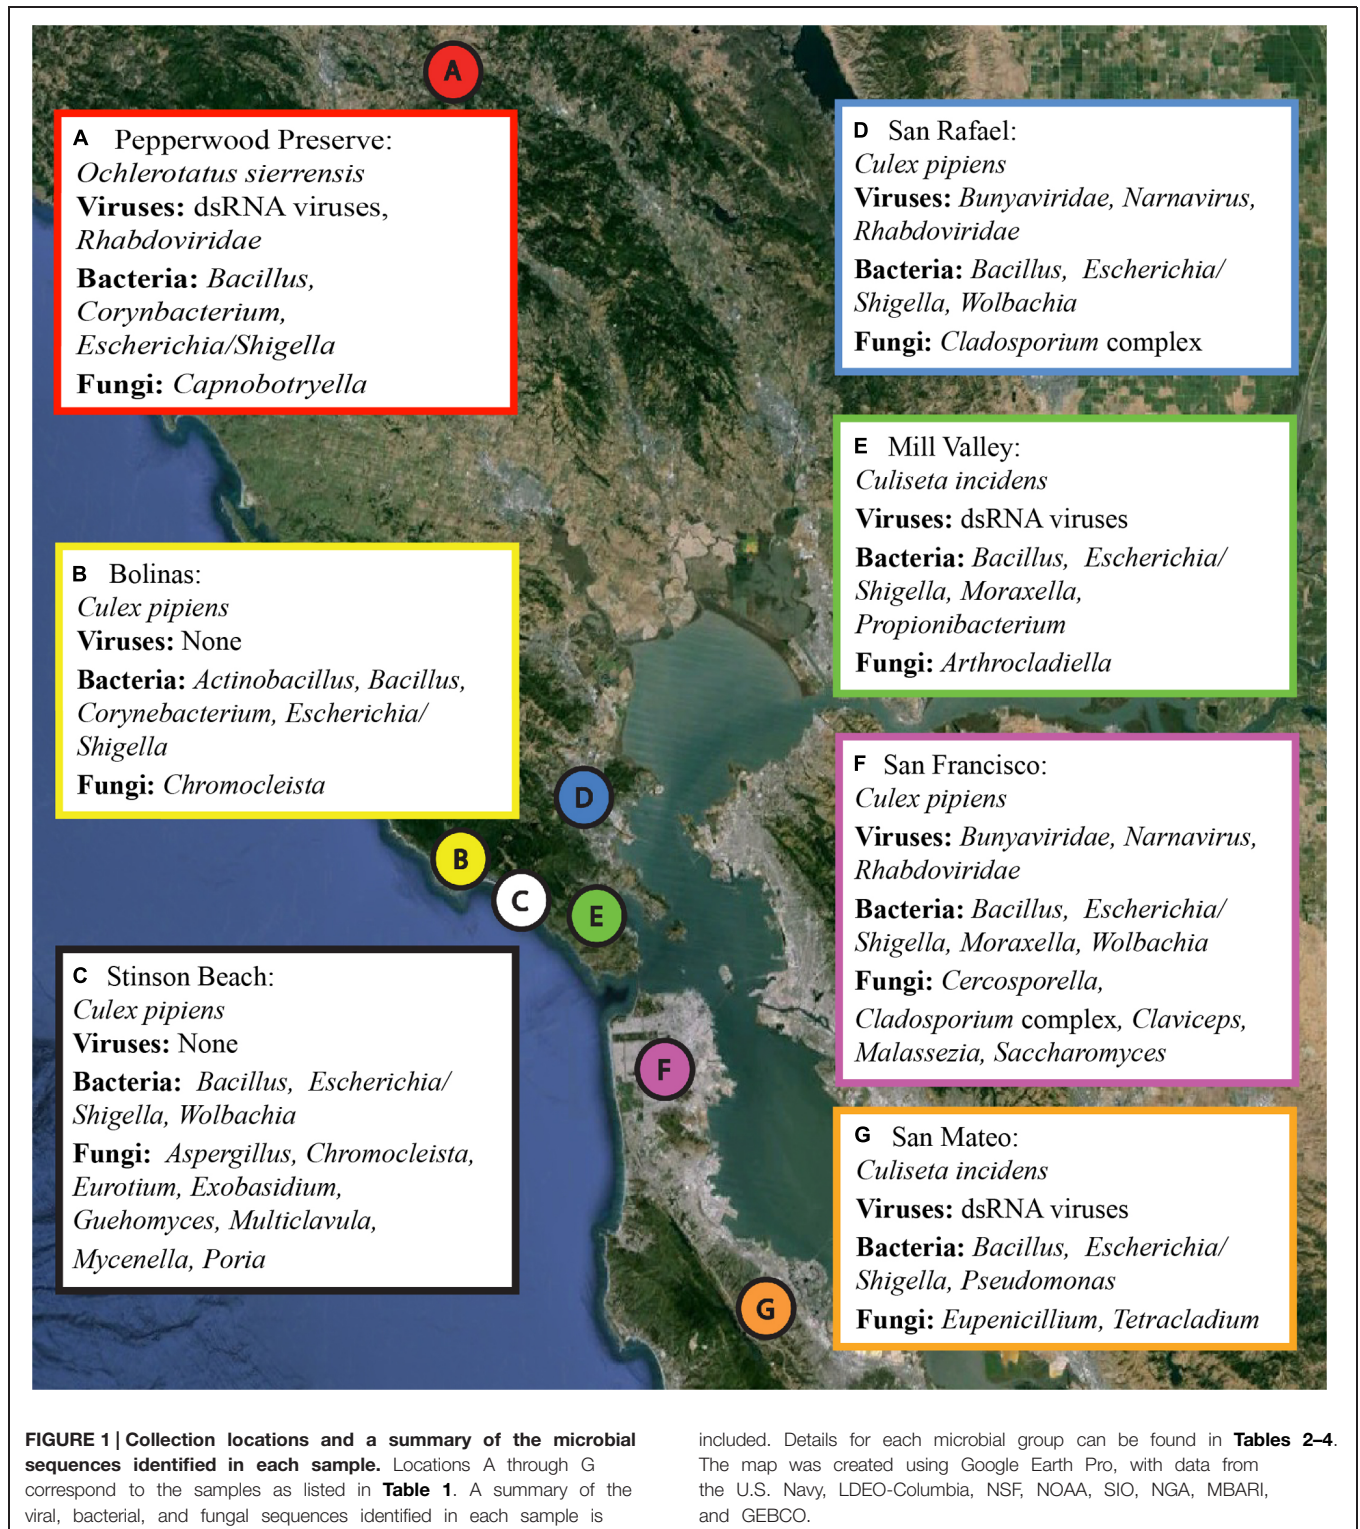 A
A Pepperwood Preserve:
Ochlerotatus sierrensis
Viruses: dsRNA viruses,
Rhabdoviridae
Bacteria: Bacillus,
Corynbacterium,
Escherichia/Shigella
Fungi: Capnobotryella
B Bolinas:
Culex pipiens
Viruses: None
Bacteria: Actinobacillus, Bacillus,
Corynebacterium, Escherichia/
Shigella
Fungi: Chromocleista
C Stinson Beach:
Culex pipiens
Viruses: None
Bacteria: Bacillus, Escherichia/
Shigella, Wolbachia
Fungi: Aspergillus, Chromocleista,
Eurotium, Exobasidium,
Guehomyces, Multiclavula,
Mycenella, Poria
D
B
C
E
F
G
D San Rafael:
Culex pipiens
Viruses: Bunyaviridae, Narnavirus,
Rhabdoviridae
Bacteria: Bacillus, Escherichia/
Shigella, Wolbachia
Fungi: Cladosporium complex
E Mill Valley:
Culiseta incidens
Viruses: dsRNA viruses
Bacteria: Bacillus, Escherichia/
Shigella, Moraxella,
Propionibacterium
Fungi: Arthrocladiella
F San Francisco:
Culex pipiens
Viruses: Bunyaviridae, Narnavirus,
Rhabdoviridae
Bacteria: Bacillus, Escherichia/
Shigella, Moraxella, Wolbachia
Fungi: Cercosporella,
Cladosporium complex, Claviceps,
Malassezia, Saccharomyces
G San Mateo:
Culiseta incidens
Viruses: dsRNA viruses
Bacteria: Bacillus, Escherichia/
Shigella, Pseudomonas
Fungi: Eupenicillium, Tetracladium
FIGURE 1 | Collection locations and a summary of the microbial
sequences identified in each sample. Locations A through G
correspond to the samples as listed in Table 1. A summary of the
viral, bacterial, and fungal sequences identified in each sample is
included. Details for each microbial group can be found in Tables 2–4.
The map was created using Google Earth Pro, with data from
the U.S. Navy, LDEO-Columbia, NSF, NOAA, SIO, NGA, MBARI,
and GEBCO.